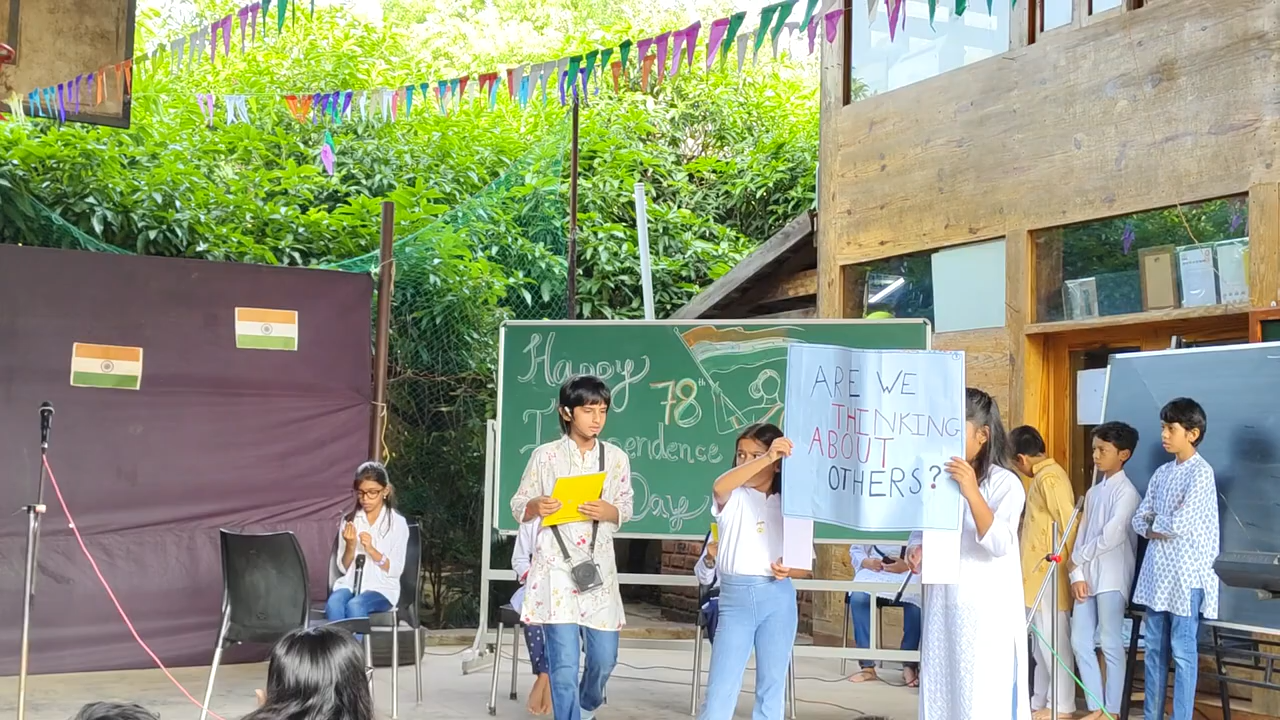 Happy
78th
Independence
Day
ARE WE
THINKING
ABOUT
OTHERS?